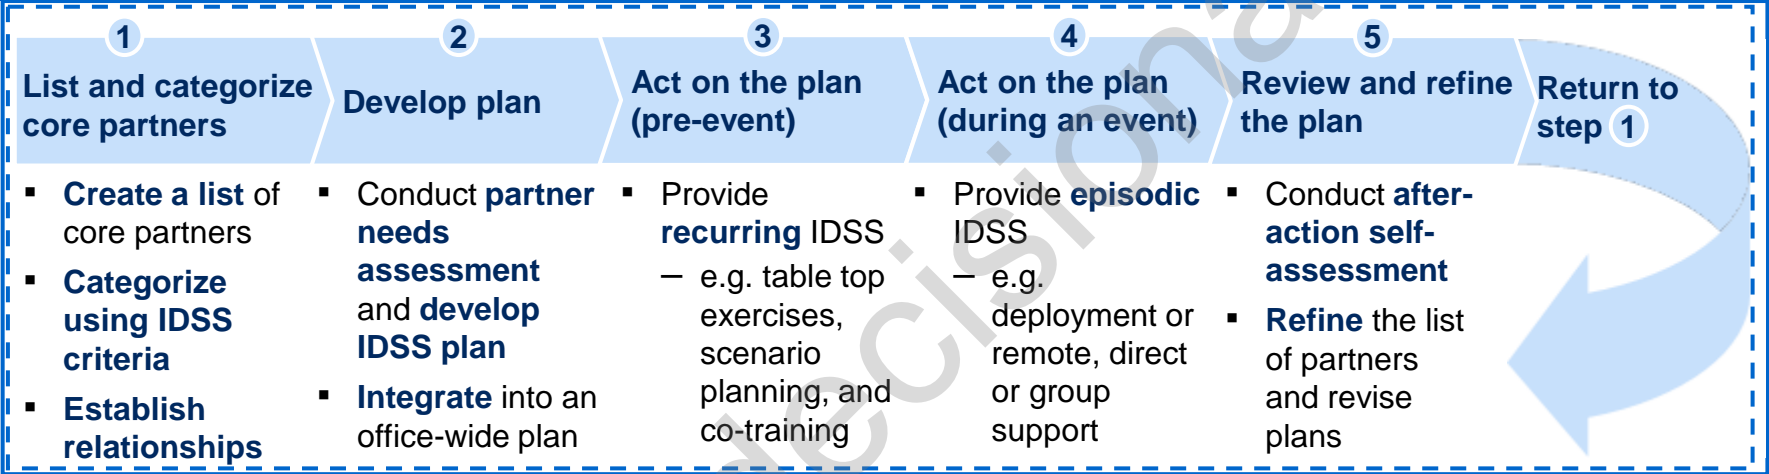 1
List and categorize
core partners
▪ Create a list of
core partners
▪ Categorize
using IDSS
criteria
▪ Establish
relationships
2
Develop plan
▪ Conduct partner
needs
assessment
and develop
IDSS plan
▪ Integrate into an
office-wide plan
3
Act on the plan
(pre-event)
▪ Provide
recurring IDSS
– e.g. table top
exercises,
scenario
planning, and
co-training
4
Act on the plan
(during an event)
▪ Provide episodic
IDSS
– e.g.
deployment or
remote, direct
or group
support
5
Review and refine
the plan
▪ Conduct after-
action self-
assessment
▪ Refine the list
of partners
and revise
plans
Return to
step 1
decisiona